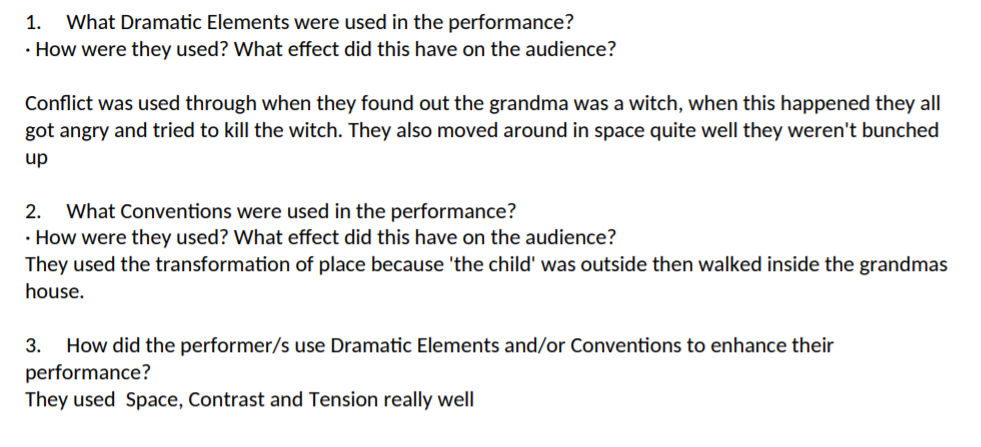 1. What Dramatic Elements were used in the performance?
· How were they used? What effect did this have on the audience?
Conflict was used through when they found out the grandma was a witch, when this happened they all
got angry and tried to kill the witch. They also moved around in space quite well they weren't bunched
up
2. What Conventions were used in the performance?
· How were they used? What effect did this have on the audience?
They used the transformation of place because 'the child' was outside then walked inside the grandmas
house.
3. How did the performer/s use Dramatic Elements and/or Conventions to enhance their
performance?
They used  Space, Contrast and Tension really well